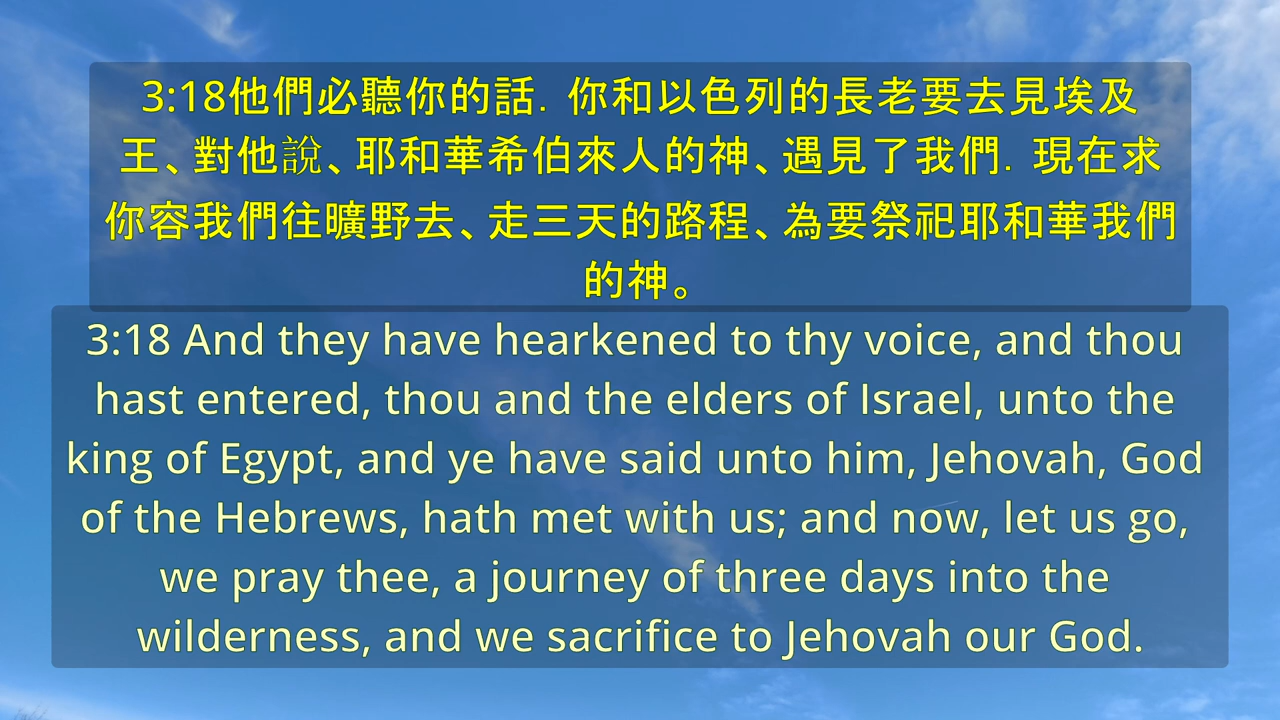 3:18他們必聽你的話．你和以色列的長老要去見埃及
王、對他說、耶和華希伯來人的神、遇見了我們．現在求
你容我們往曠野去、走三天的路程、為要祭祀耶和華我們
的神。
3:18 And they have hearkened to thy voice, and thou
hast entered, thou and the elders of Israel, unto the
king of Egypt, and ye have said unto him, Jehovah, God
of the Hebrews, hath met with us; and now, let us go,
we pray thee, a journey of three days into the
wilderness, and we sacrifice to Jehovah our God.